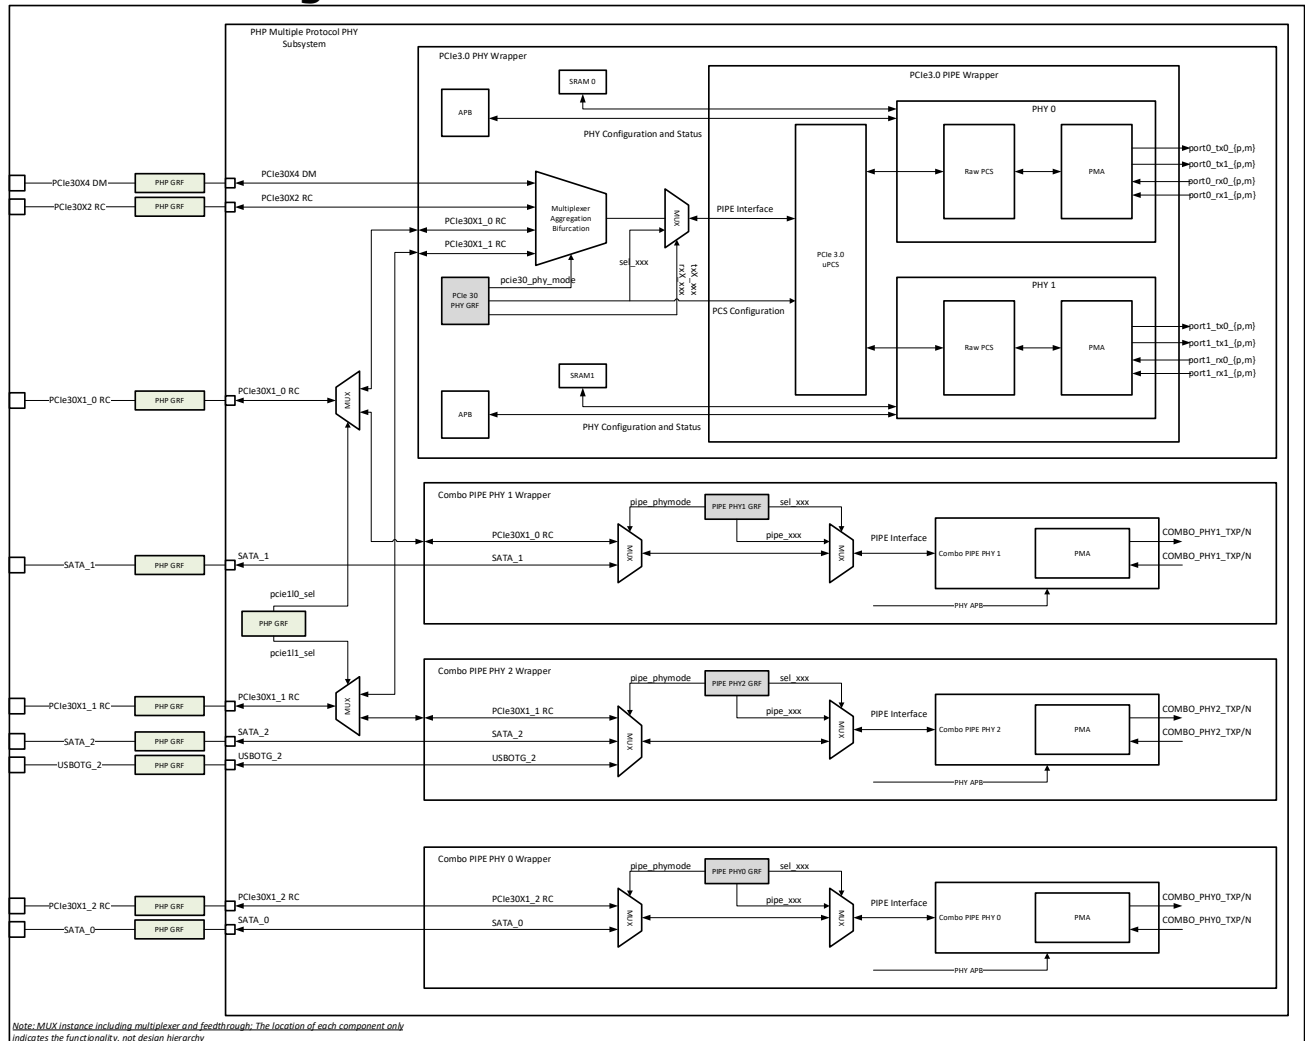 PHP Multiple Protocol PHY
Subsystem
PCIe3.0 PHY Wrapper
PCIe3.0 PIPE Wrapper
SRAM 0
APB
PHY Configuration and Status
PHY 0
Raw PCS
PMA
port0_tx0_{p,m}
port0_tx1_{p,m}
port0_rx0_{p,m}
port0_rx1_{p,m}
PCIe30X4 DM
PHP GRF
PCIe30X4 DM
PCIe30X2 RC
PHP GRF
PCIe30X2 RC
PCIe30X1_0 RC
PCIe30X1_1 RC
Multiplexer
Aggregation
Bifurcation
MUX
PIPE Interface
sel_xxx
rxX_xxx
txX_xxx
pcie30_phy_mode
PCIe 30
PHY GRF
PCS Configuration
PCIe 3.0
uPCS
PHY 1
Raw PCS
PMA
port1_tx0_{p,m}
port1_tx1_{p,m}
port1_rx0_{p,m}
port1_rx1_{p,m}
SRAM1
APB
PHY Configuration and Status
PCIe30X1_0 RC
PHP GRF
PCIe30X1_0 RC
MUX
Combo PIPE PHY 1 Wrapper
pipe_phymode
PIPE PHY1 GRF
sel_xxx
PCIe30X1_0 RC
SATA_1
MUX
pipe_xxx
MUX
PIPE Interface
Combo PIPE PHY 1
PMA
COMBO_PHY1_TXP/N
COMBO_PHY1_TXP/N
PHY APB
SATA_1
PHP GRF
SATA_1
pcie1l0_sel
PHP GRF
pcie1l1_sel
Combo PIPE PHY 2 Wrapper
pipe_phymode
PIPE PHY2 GRF
sel_xxx
PCIe30X1_1 RC
PHP GRF
PCIe30X1_1 RC
MUX
PCIe30X1_1 RC
SATA_2
USBOTG_2
MUX
pipe_xxx
MUX
PIPE Interface
Combo PIPE PHY 2
PMA
COMBO_PHY2_TXP/N
COMBO_PHY2_TXP/N
PHY APB
SATA_2
PHP GRF
SATA_2
USBOTG_2
PHP GRF
USBOTG_2
Combo PIPE PHY 0 Wrapper
pipe_phymode
PIPE PHY0 GRF
sel_xxx
PCIe30X1_2 RC
PHP GRF
PCIe30X1_2 RC
PCIe30X1_2 RC
SATA_0
PHP GRF
SATA_0
SATA_0
MUX
pipe_xxx
MUX
PIPE Interface
Combo PIPE PHY 0
PMA
COMBO_PHY0_TXP/N
COMBO_PHY0_TXP/N
PHY APB
Note: MUX instance including multiplexer and feedthrough; The location of each component only
indicates the functionality, not design hierarchy